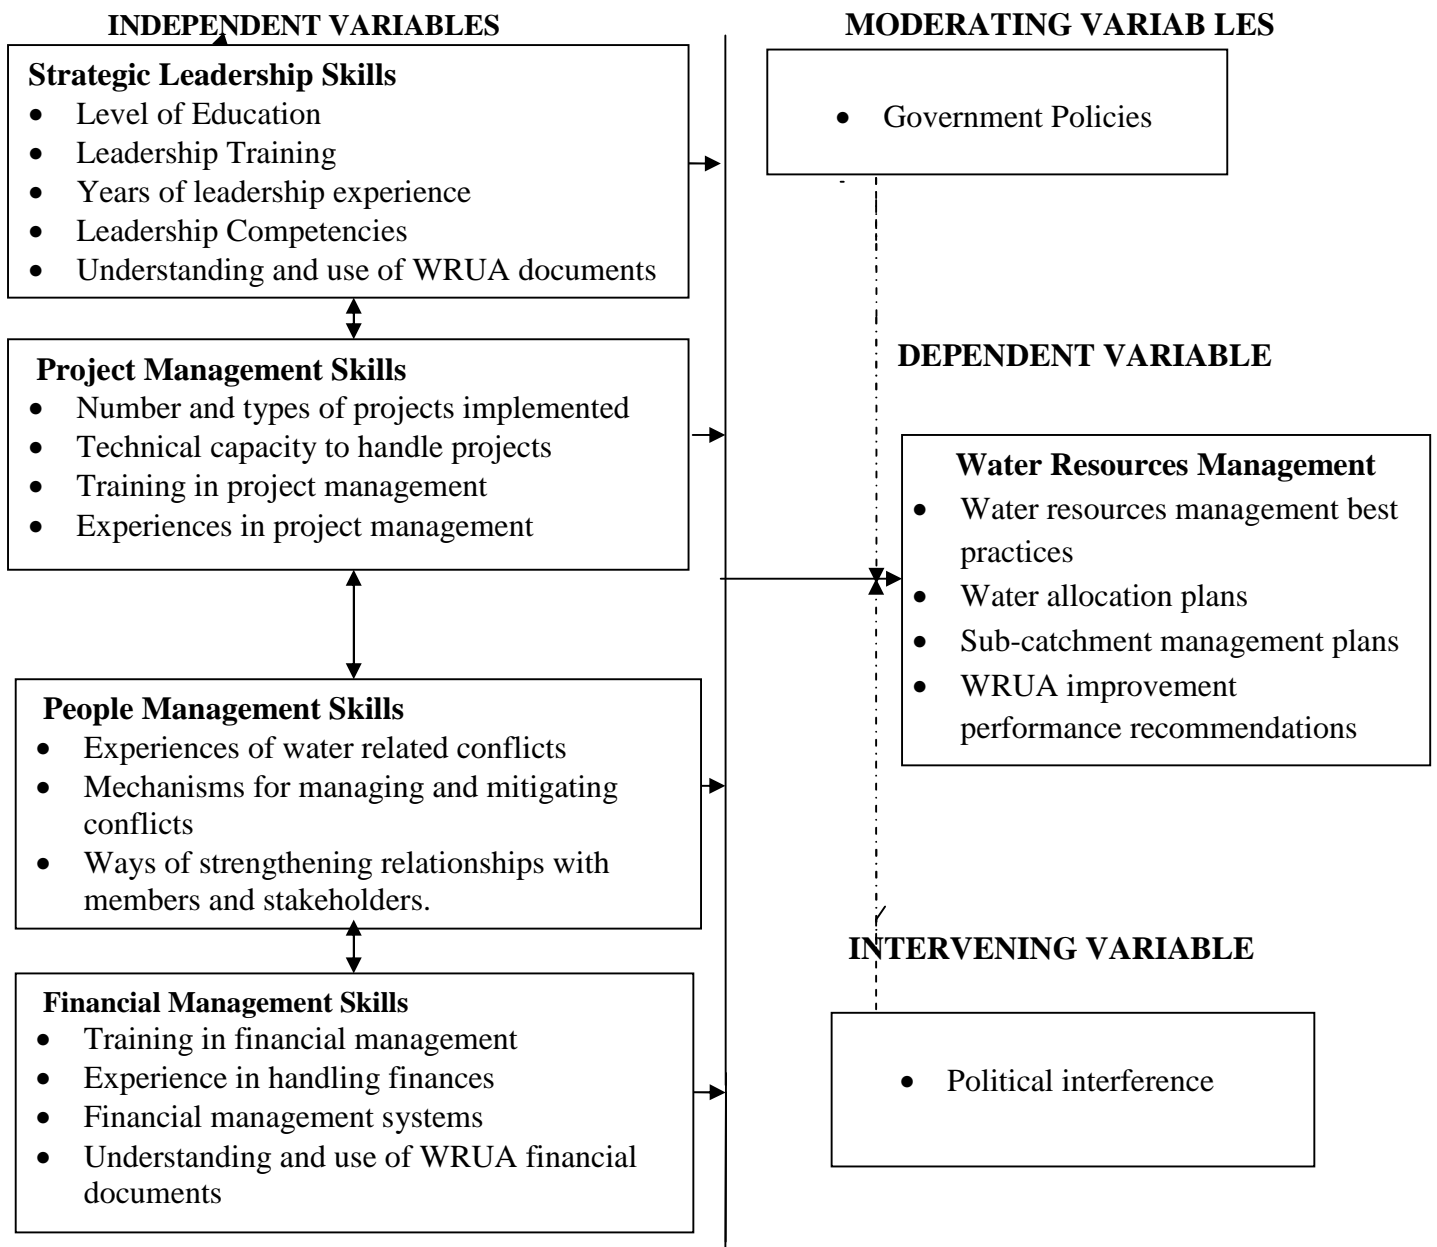 INDEPENDENT VARIABLES
Strategic Leadership Skills
• Level of Education
• Leadership Training
• Years of leadership experience
• Leadership Competencies
• Understanding and use of WRUA documents
Project Management Skills
• Number and types of projects implemented
• Technical capacity to handle projects
• Training in project management
• Experiences in project management
People Management Skills
• Experiences of water related conflicts
• Mechanisms for managing and mitigating
conflicts
• Ways of strengthening relationships with
members and stakeholders.
Financial Management Skills
• Training in financial management
• Experience in handling finances
• Financial management systems
• Understanding and use of WRUA financial
documents
MODERATING VARIAB LES
• Government Policies
DEPENDENT VARIABLE
Water Resources Management
• Water resources management best
practices
• Water allocation plans
• Sub-catchment management plans
• WRUA improvement
performance recommendations
INTERVENING VARIABLE
• Political interference